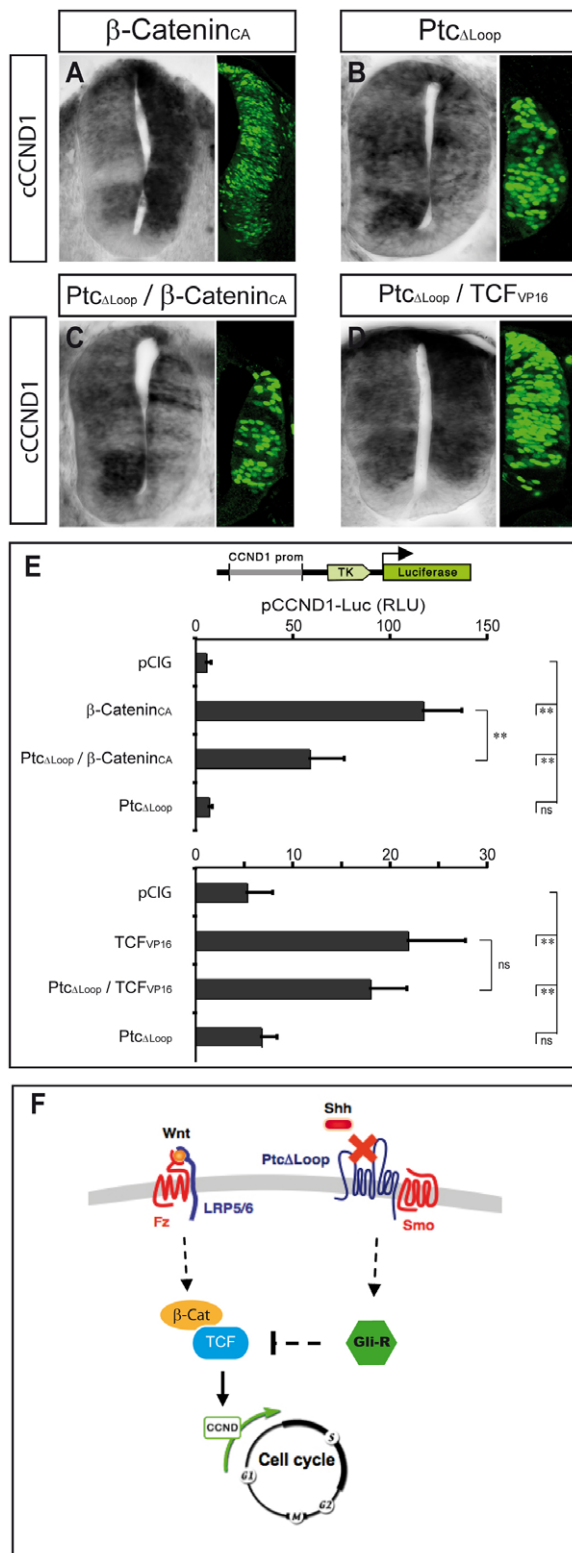 β-CateninCA
PtcΔLoop
cCCND1
A
B
PtcΔLoop / β-CateninCA
PtcΔLoop / TCFVP16
cCCND1
C
D
E
CCND1 prom
TK
Luciferase
pCCND1-Luc (RLU)
0 50 100 150
pCIG
β-CateninCA
**
**
PtcΔLoop / β-CateninCA
**
PtcΔLoop
ns
0 10 20 30
pCIG
TCFVP16
**
ns
PtcΔLoop / TCFVP16
**
PtcΔLoop
ns
F
Shh
Wnt
PtcΔLoop
LRP5/6
Fz
Smo
β-Cat
TCF
Gli-R
CCND
Cell cycle
S
G1
G2
M